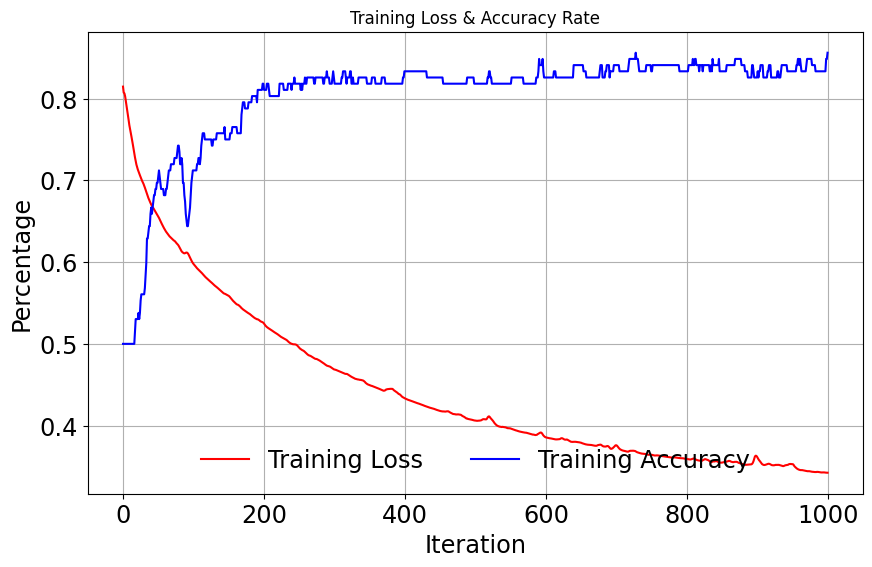 Training Loss & Accuracy Rate
Percentage
0.8
0.7
0.6
0.5
0.4
Training Loss Training Accuracy
0 200 400 600 800 1000
Iteration